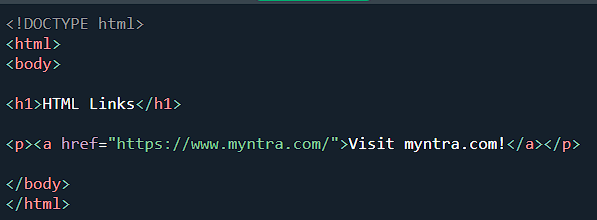 <!DOCTYPE html>
<html>
<body>
<h1>HTML Links</h1>
<p><a href="https://www.myntra.com/">Visit myntra.com!</a></p>
</body>
</html>